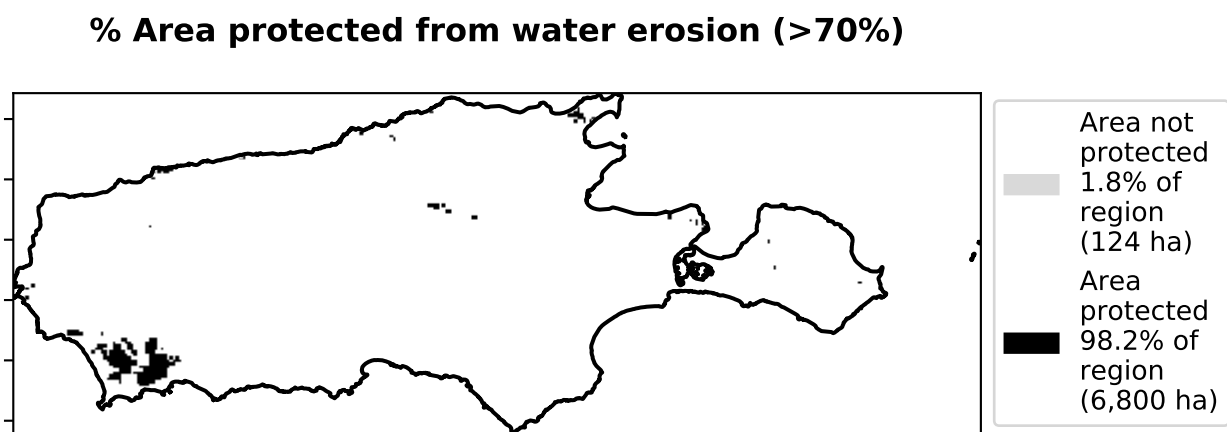 % Area protected from water erosion (>70%)
Area not
protected
1.8% of
region
(124 ha)
Area
protected
98.2% of
region
(6,800 ha)